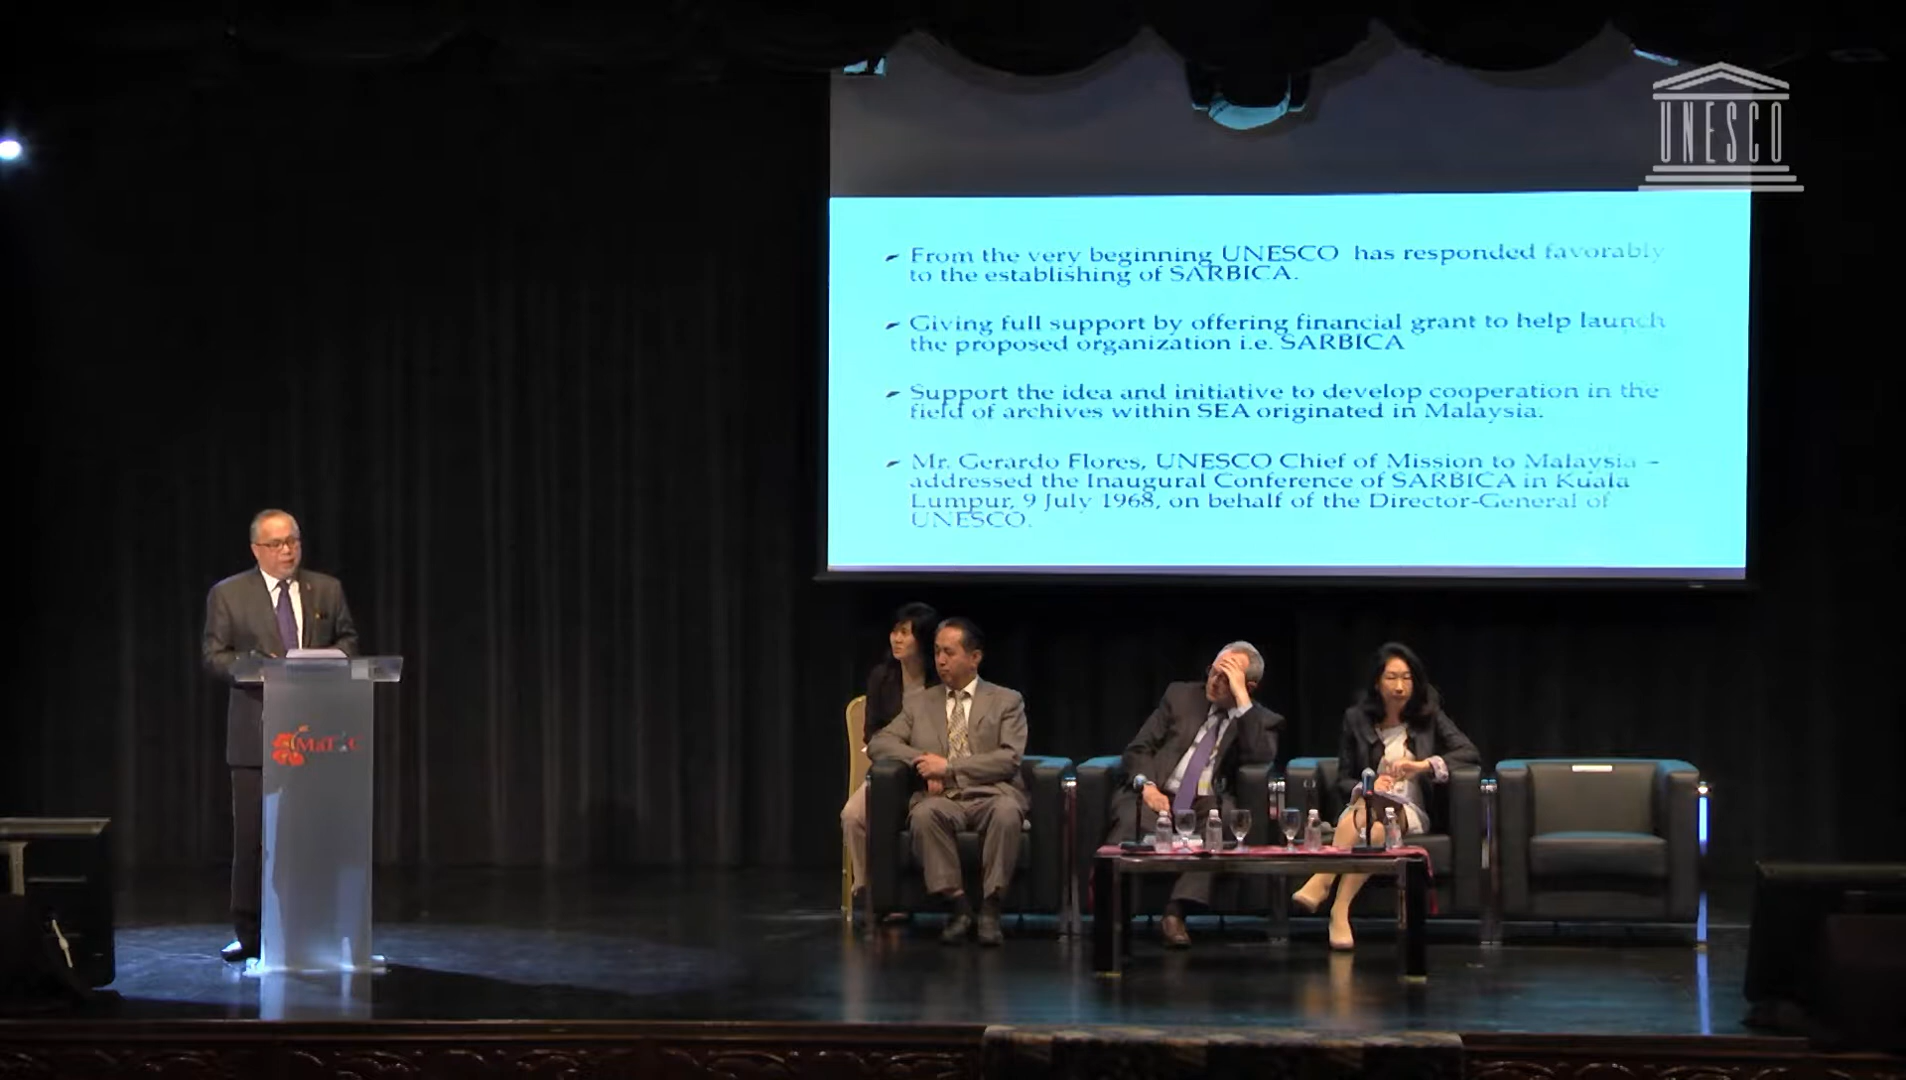 UNESCO
From the very beginning UNESCO has responded favorably
to the establishing of SARBICA.
Giving full support by offering financial grant to help launch
the proposed organization i.e. SARBICA
Support the idea and initiative to develop cooperation in the
field of archives within SEA originated in Malaysia.
Mr. Gerardo Flores, UNESCO Chief of Mission to Malaysia –
addressed the Inaugural Conference of SARBICA in Kuala
Lumpur, 9 July 1968, on behalf of the Director-General of
UNESCO.
MaTiC